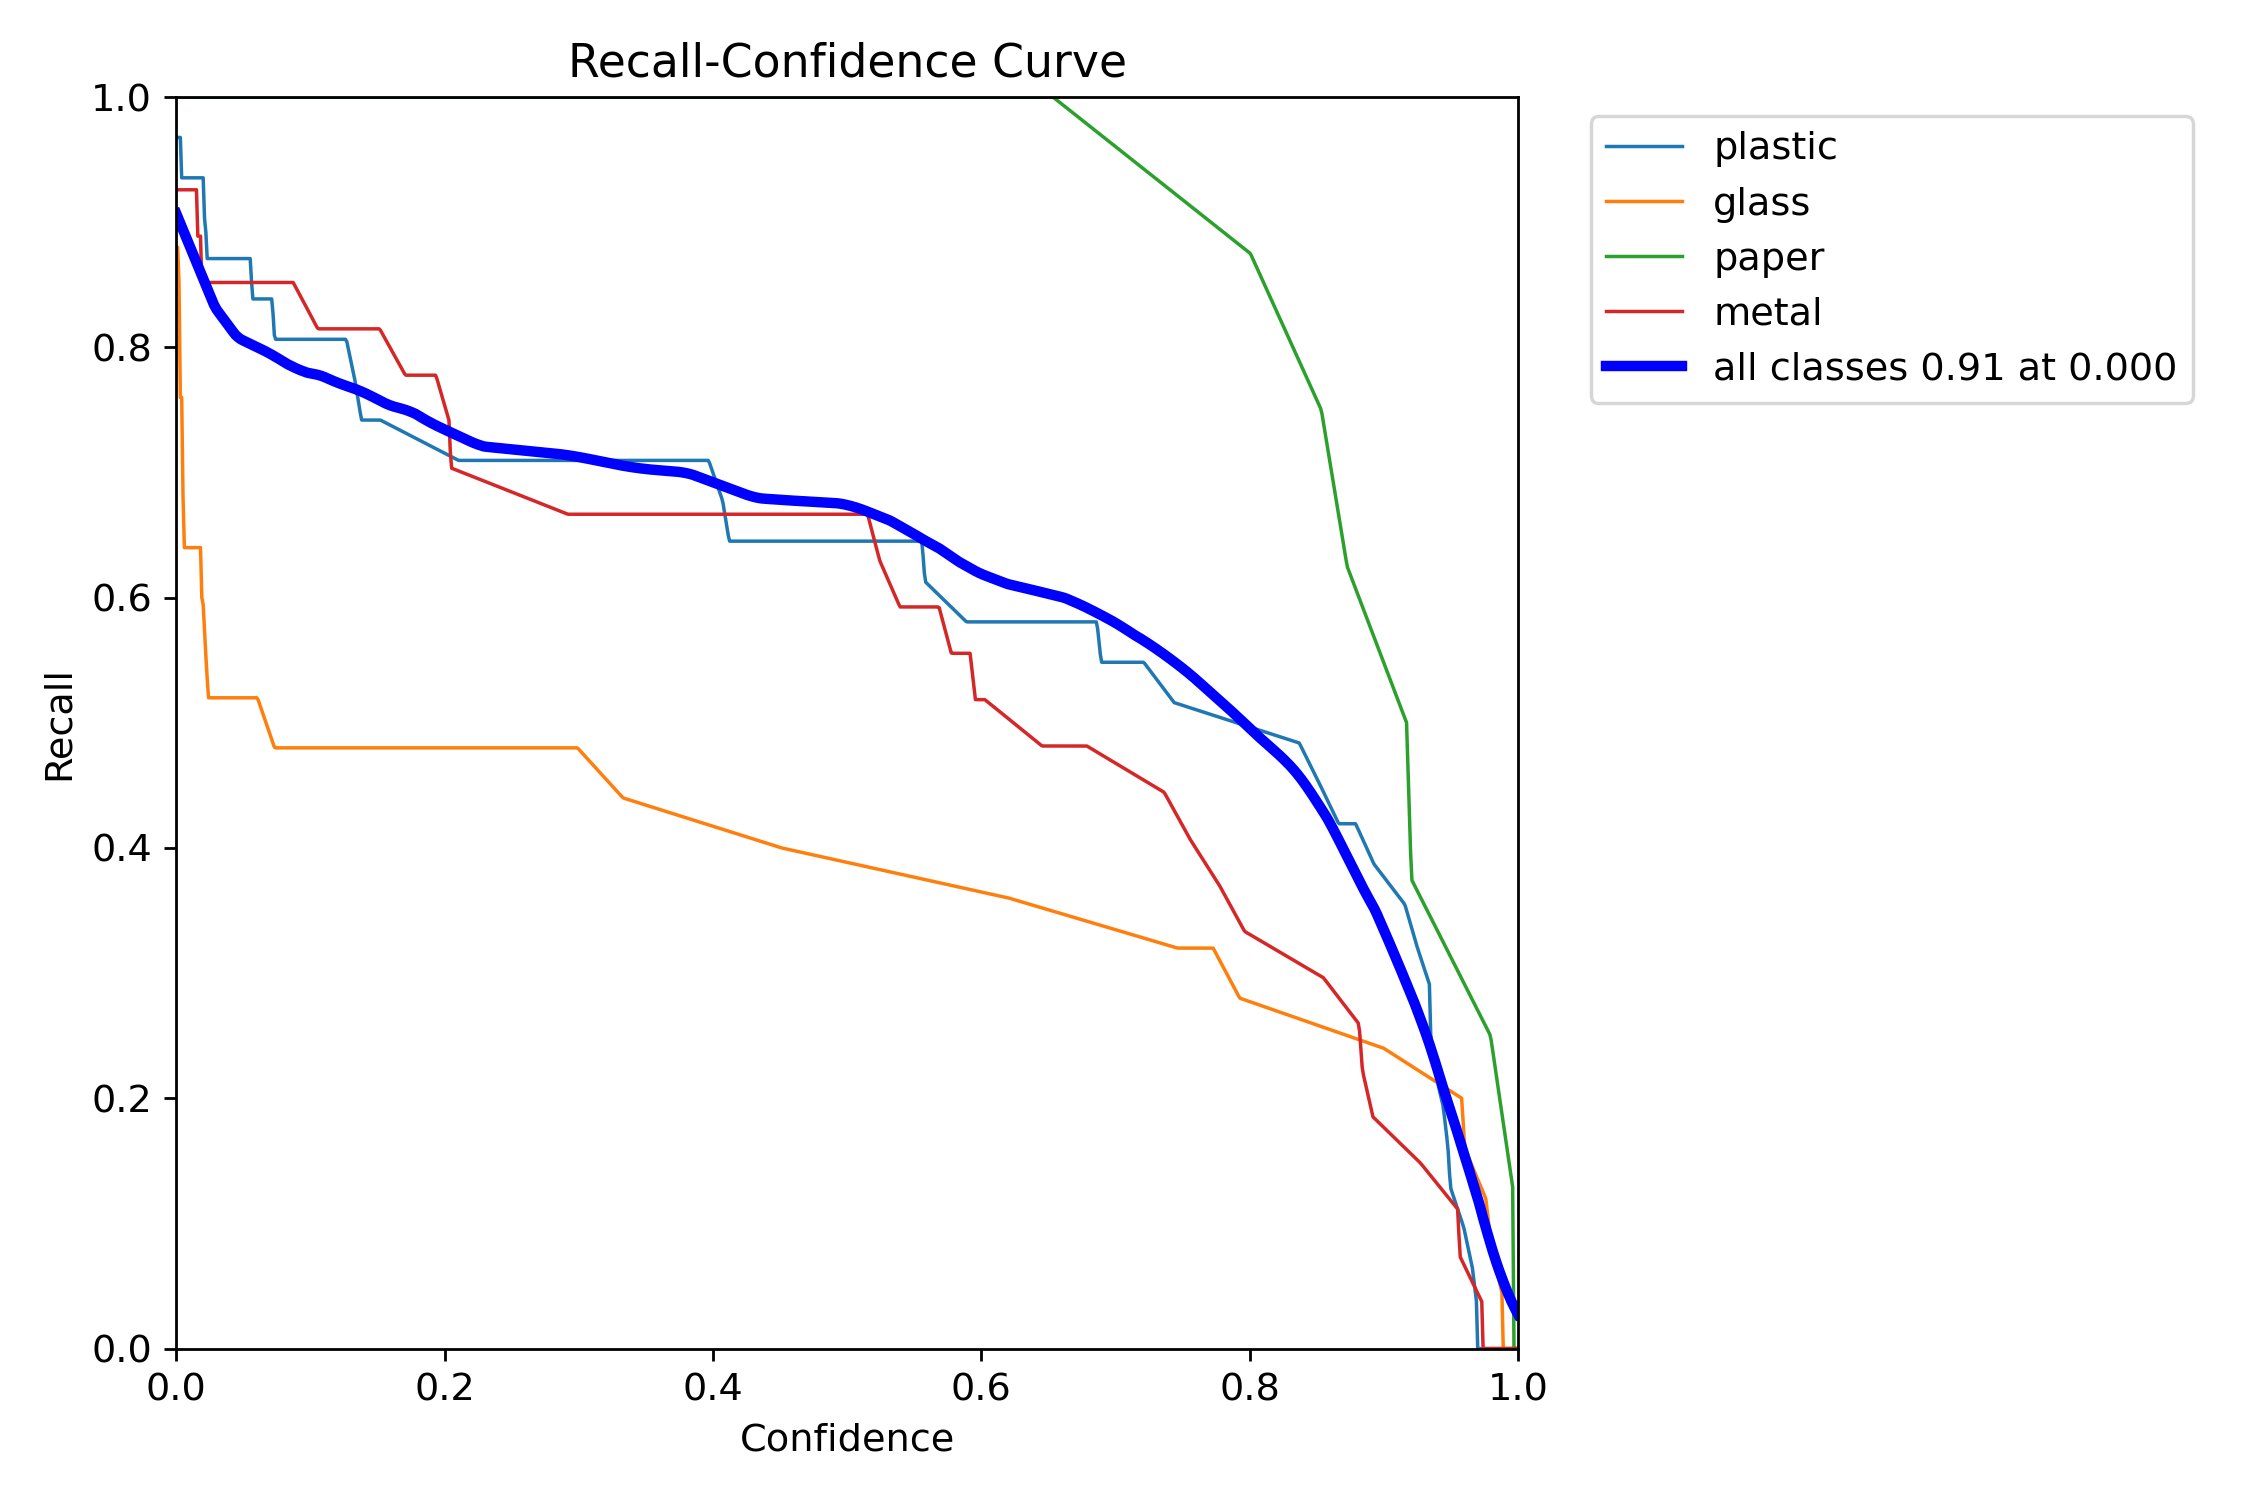 Recall-Confidence Curve
1.0
0.8
0.6
0.4
0.2
0.0
Recall
0.0 0.2 0.4 0.6 0.8 1.0
Confidence
plastic
glass
paper
metal
all classes 0.91 at 0.000